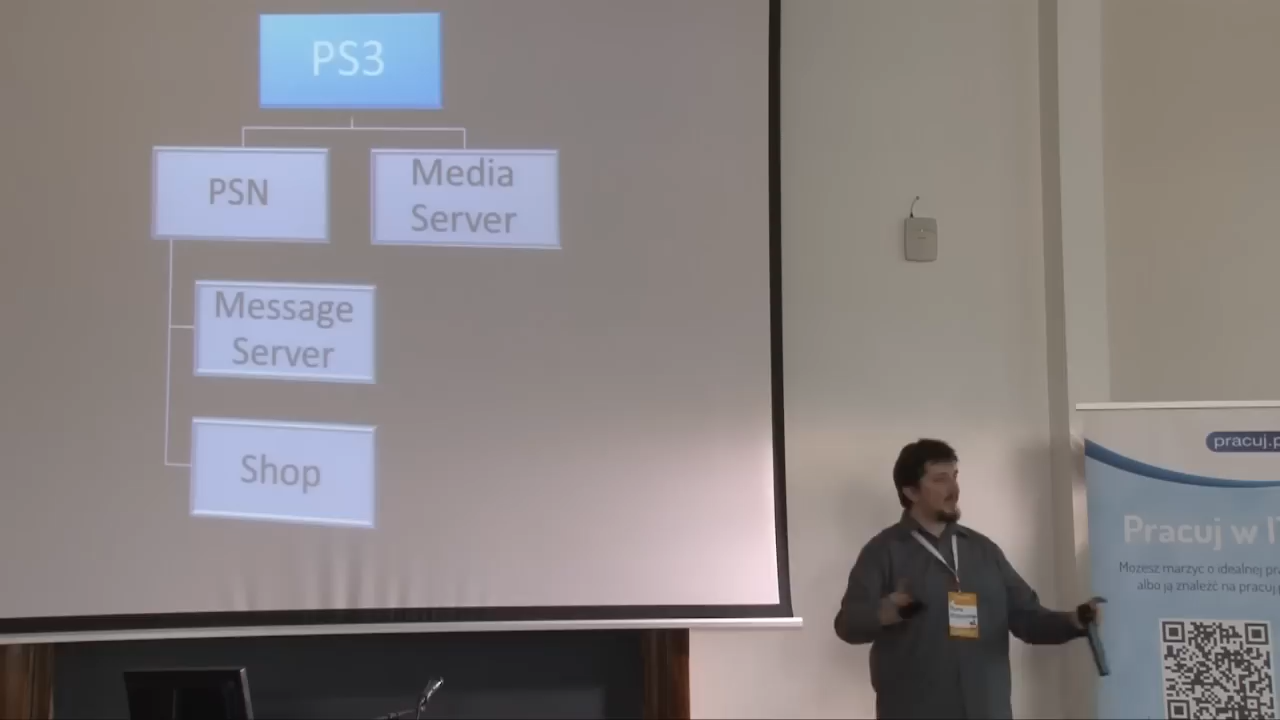 PS3
PSN
Media
Server
Message
Server
Shop
pracuj.p
Pracuj w I
Możesz marzyć o idealnej pra
albo ją znaleźć na pracuj